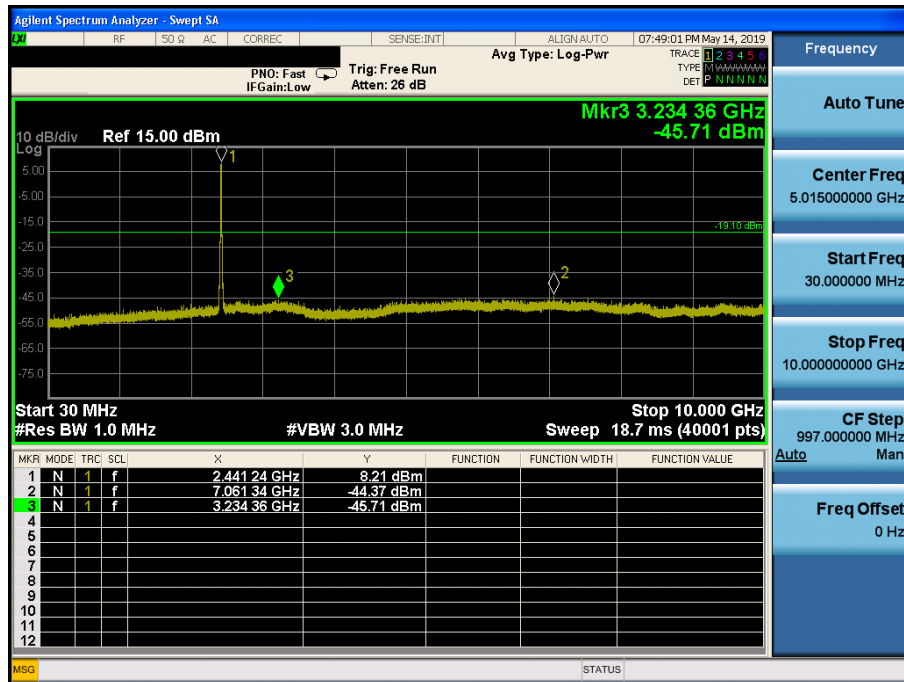 Agilent Spectrum Analyzer - Swept SA
LXI RF 50 Ω AC CORREC SENSE:INT ALIGN AUTO 07:49:01 PM May 14, 2019
Frequency
Avg Type: Log-Pwr
TRACE 1 2 3 4 5 6
PNO: Fast Trig: Free Run
TYPE M WWWWW
IFGain:Low Atten: 26 dB
DET P N N N N N
Auto Tune
Mkr3 3.234 36 GHz
-45.71 dBm
10 dB/div Ref 15.00 dBm
Log
1
5.00
-5.00
-15.0
-19.10 dBm
-25.0
-35.0
3
2
-45.0
-55.0
-65.0
-75.0
Start 30 MHz Stop 10.000 GHz
#Res BW 1.0 MHz #VBW 3.0 MHz Sweep 18.7 ms (40001 pts)
Center Freq
5.015000000 GHz
Start Freq
30.000000 MHz
Stop Freq
10.000000000 GHz
CF Step
997.000000 MHz
Auto Man
Freq Offset
0 Hz
MKR MODE TRC SCL X Y FUNCTION FUNCTION WIDTH FUNCTION VALUE
1 N 1 f 2.441 24 GHz 8.21 dBm
2 N 1 f 7.061 34 GHz -44.37 dBm
3 N 1 f 3.234 36 GHz -45.71 dBm
4
5
6
7
8
9
10
11
12
MSG STATUS